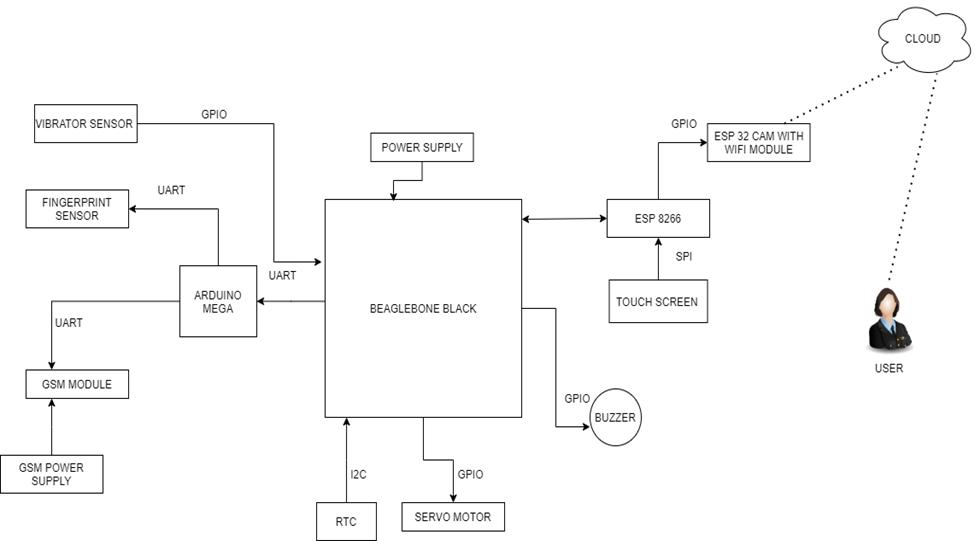 CLOUD
VIBRATOR SENSOR
GPIO
POWER SUPPLY
GPIO
ESP 32 CAM WITH
WIFI MODULE
FINGERPRINT
SENSOR
UART
ESP 8266
SPI
ARDUINO
MEGA
UART
BEAGLEBONE BLACK
TOUCH SCREEN
UART
USER
GSM MODULE
GPIO
BUZZER
GSM POWER
SUPPLY
I2C
GPIO
RTC
SERVO MOTOR